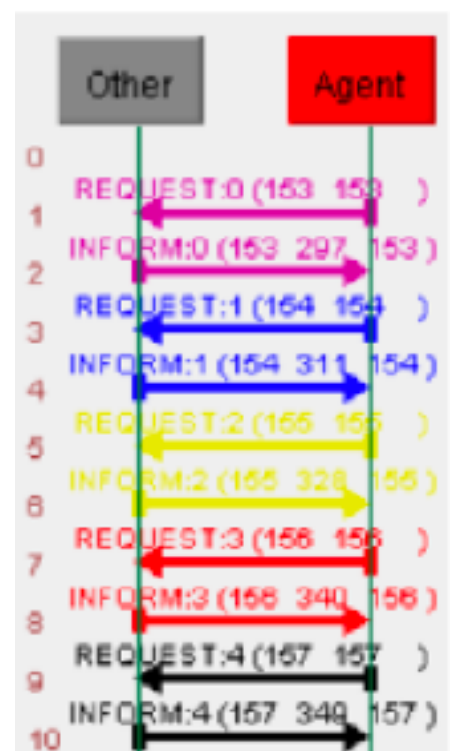 Other Agent
0
REQUEST:0 (153 153 )
1
INFORM:0 (153 297 153)
2
REQUEST:1 (154 154 )
3
INFORM:1 (154 311 154)
4
REQUEST:2 (155 155 )
5
INFORM:2 (155 328 155)
6
REQUEST:3 (156 156 )
7
INFORM:3 (156 340 156)
8
REQUEST:4 (157 157 )
9
INFORM:4 (157 349 157)
10